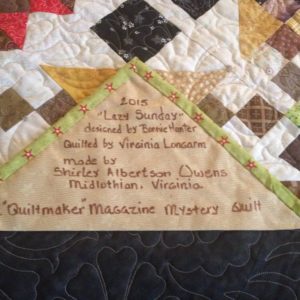 2015
"Lazy Sunday"
designed by Bonnie Hunter
Quilted by Virginia Longarm
made by
Shirley Albertson Owens
Midlothian, Virginia
"Quiltmaker" Magazine Mystery Quilt